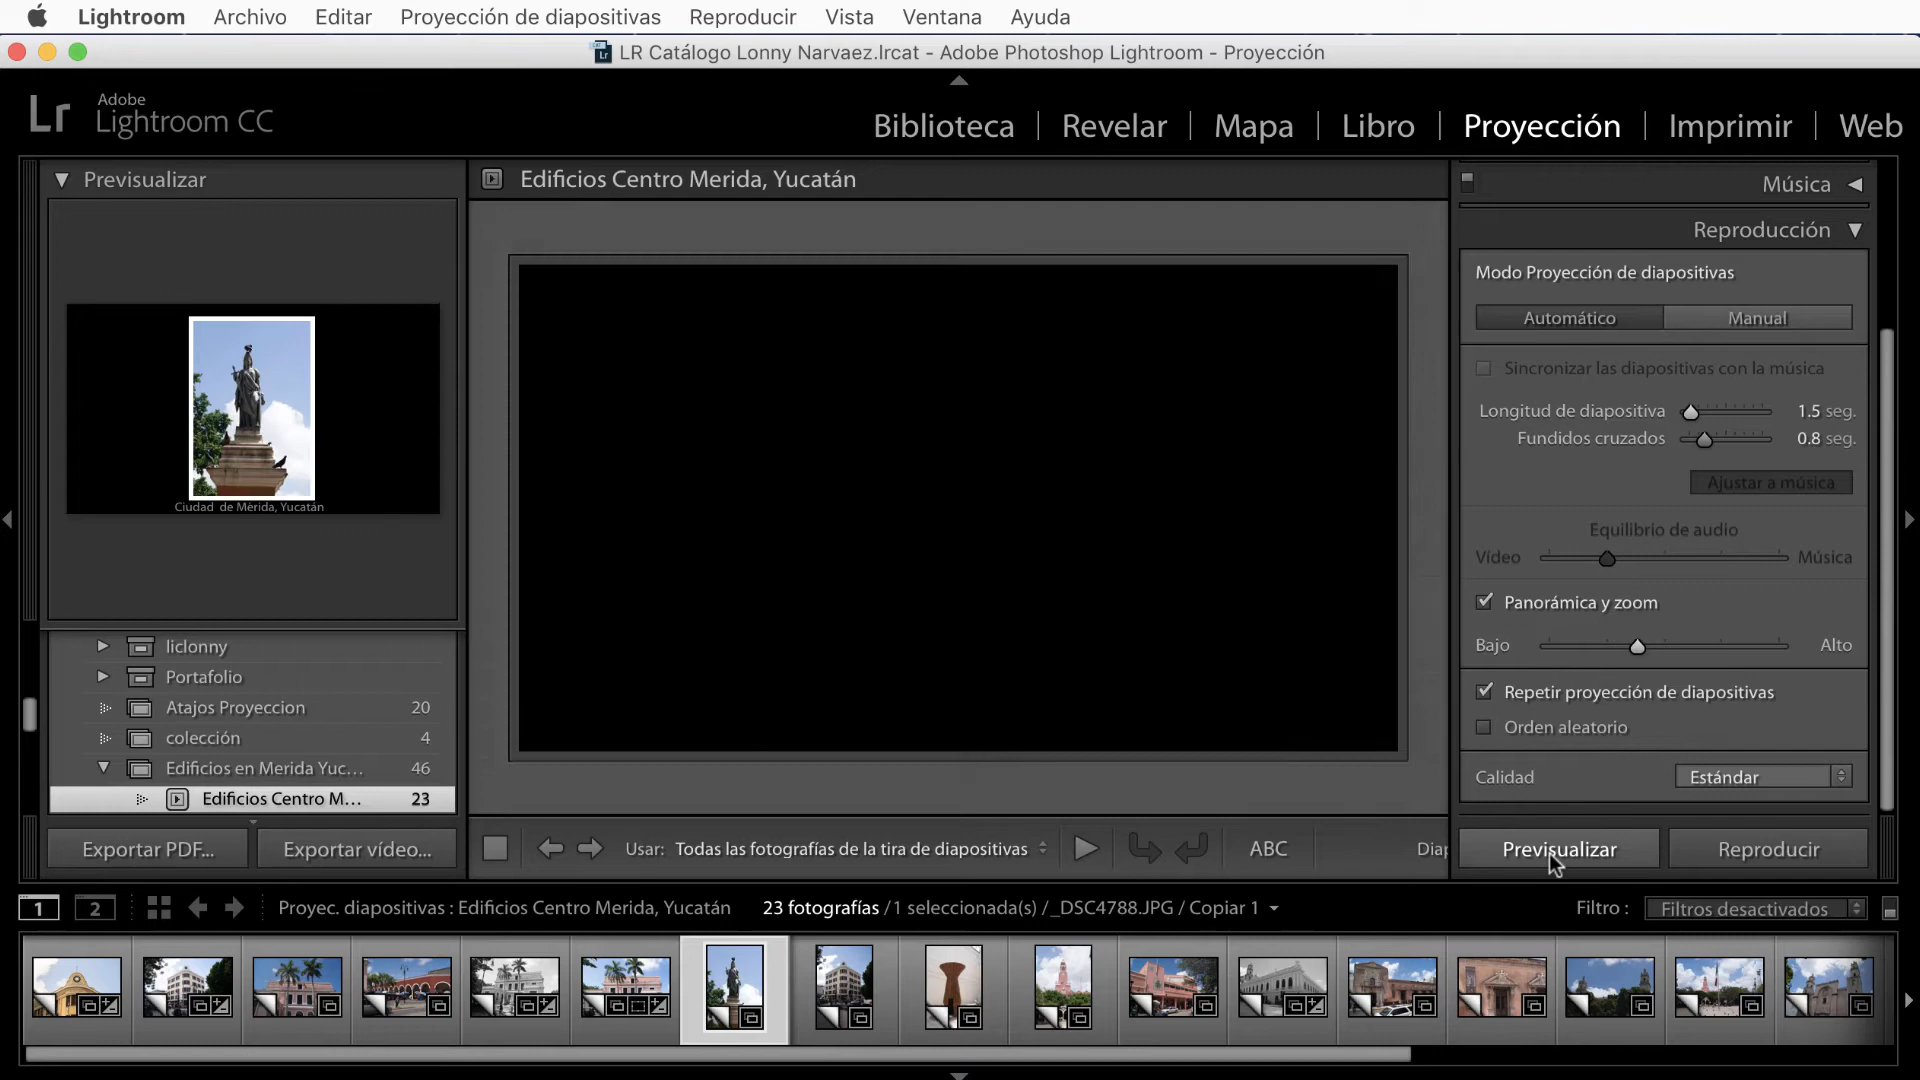 Lightroom Archivo Editar Proyección de diapositivas Reproducir Vista Ventana Ayuda
LR Catálogo Lonny Narvaez.lrcat - Adobe Photoshop Lightroom - Proyección
Lr Adobe
Lightroom CC
Biblioteca | Revelar | Mapa | Libro | Proyección | Imprimir | Web
Previsualizar
Ciudad de Mérida, Yucatán
liclonny
Portafolio
Atajos Proyeccion 20
colección 4
Edificios en Merida Yuc... 46
Edificios Centro M... 23
Exportar PDF...
Exportar vídeo...
Edificios Centro Merida, Yucatán
Usar: Todas las fotografías de la tira de diapositivas
ABC
Diap
Música
Reproducción
Modo Proyección de diapositivas
Automático Manual
Sincronizar las diapositivas con la música
Longitud de diapositiva 1.5 seg.
Fundidos cruzados 0.8 seg.
Ajustar a música
Equilibrio de audio
Vídeo Música
Panorámica y zoom
Bajo Alto
Repetir proyección de diapositivas
Orden aleatorio
Calidad Estándar
Previsualizar Reproducir
1 2 Proyec. diapositivas : Edificios Centro Merida, Yucatán 23 fotografías /1 seleccionada(s) /_DSC4788.JPG / Copiar 1
Filtro : Filtros desactivados